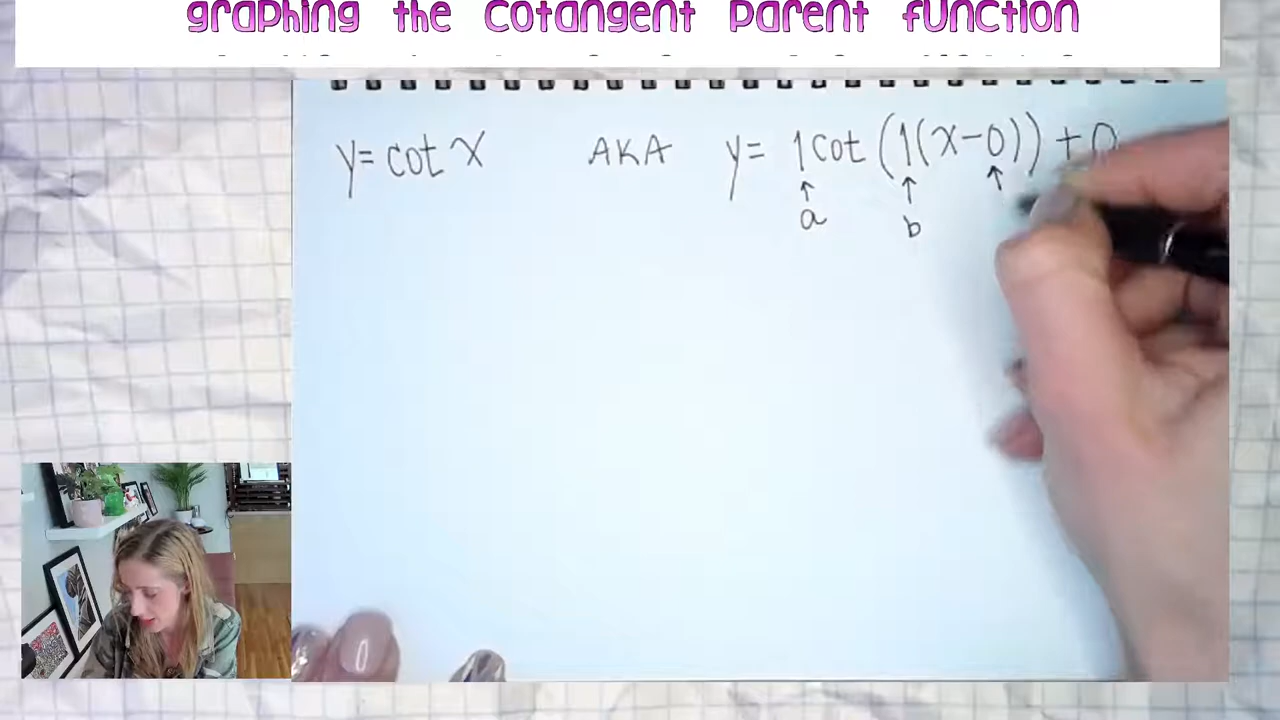 graphing the cotangent parent function
y= cot x AKA y= 1cot (1(x-0)) + 0
↑ ↑ ↑
a b